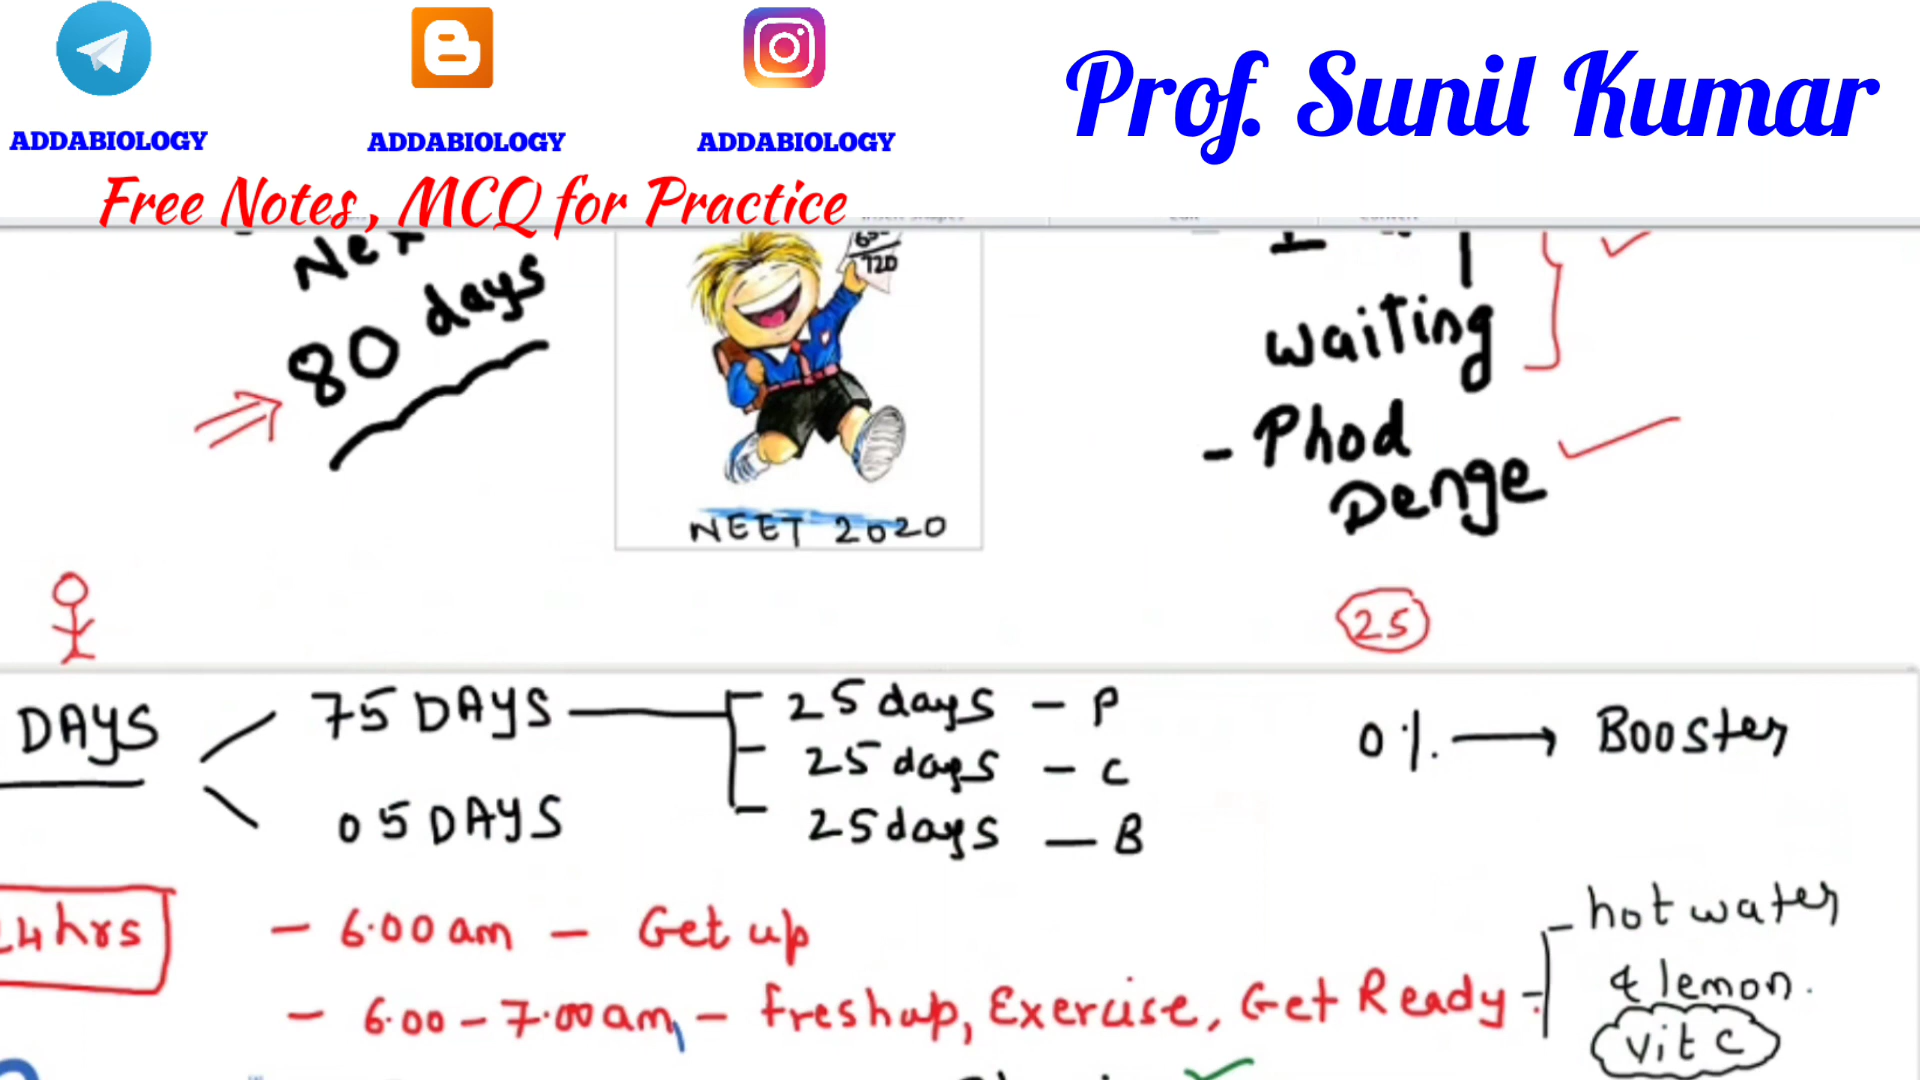 Prof. Sunil Kumar
ADDABIOLOGY
ADDABIOLOGY
ADDABIOLOGY
Free Notes, MCQ for Practice
80 days
720
NEET 2020
waiting
- Phod
Denge
25
DAYS
75 DAYS
05 DAYS
25 days - P
25 days - C
25 days - B
0% → Booster
4hrs
- 6.00 am - Get up
- 6.00 - 7.00 am, - freshup, Exercise, Get Ready
- hot water
& lemon.
Vit C